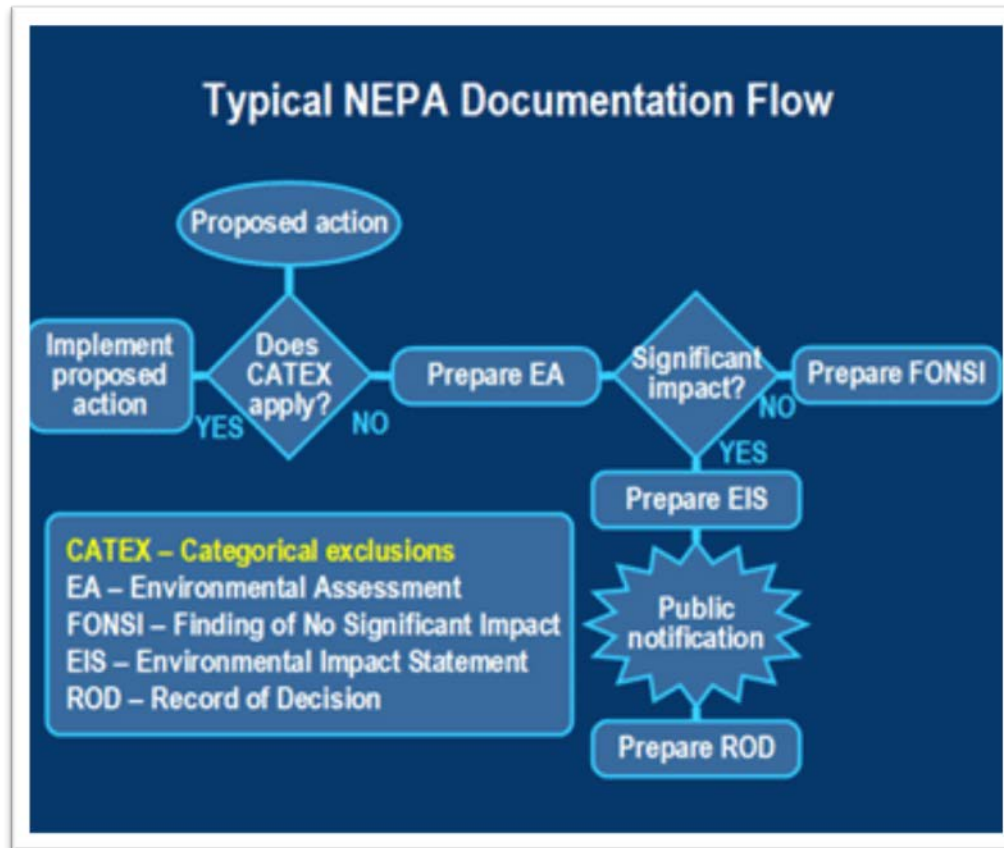 Typical NEPA Documentation Flow
Proposed action
Implement
proposed
action
YES
Does
CATEX
apply?
NO
Prepare EA
Significant
impact?
NO
Prepare FONSI
YES
Prepare EIS
Public
notification
Prepare ROD
CATEX – Categorical exclusions
EA – Environmental Assessment
FONSI – Finding of No Significant Impact
EIS – Environmental Impact Statement
ROD – Record of Decision